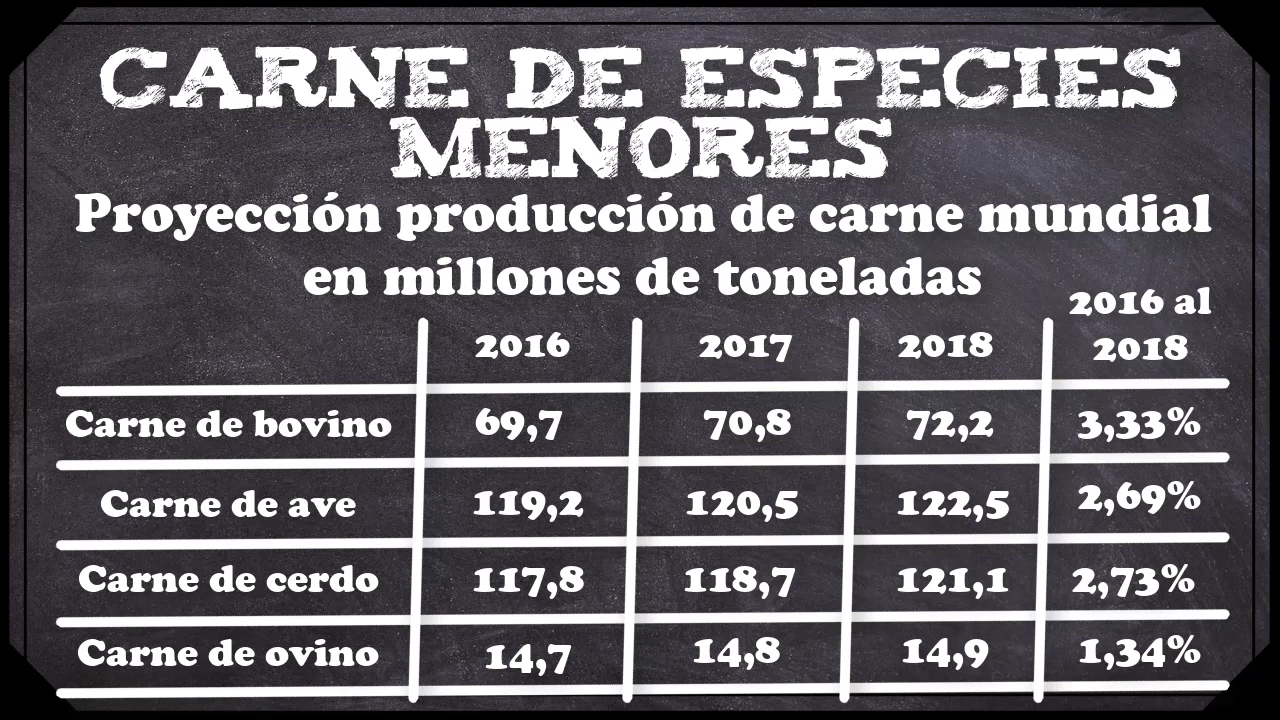 CARNE DE ESPECIES
MENORES
Proyección producción de carne mundial
en millones de toneladas
2016 2017 2018 2016 al 2018
Carne de bovino 69,7 70,8 72,2 3,33%
Carne de ave 119,2 120,5 122,5 2,69%
Carne de cerdo 117,8 118,7 121,1 2,73%
Carne de ovino 14,7 14,8 14,9 1,34%